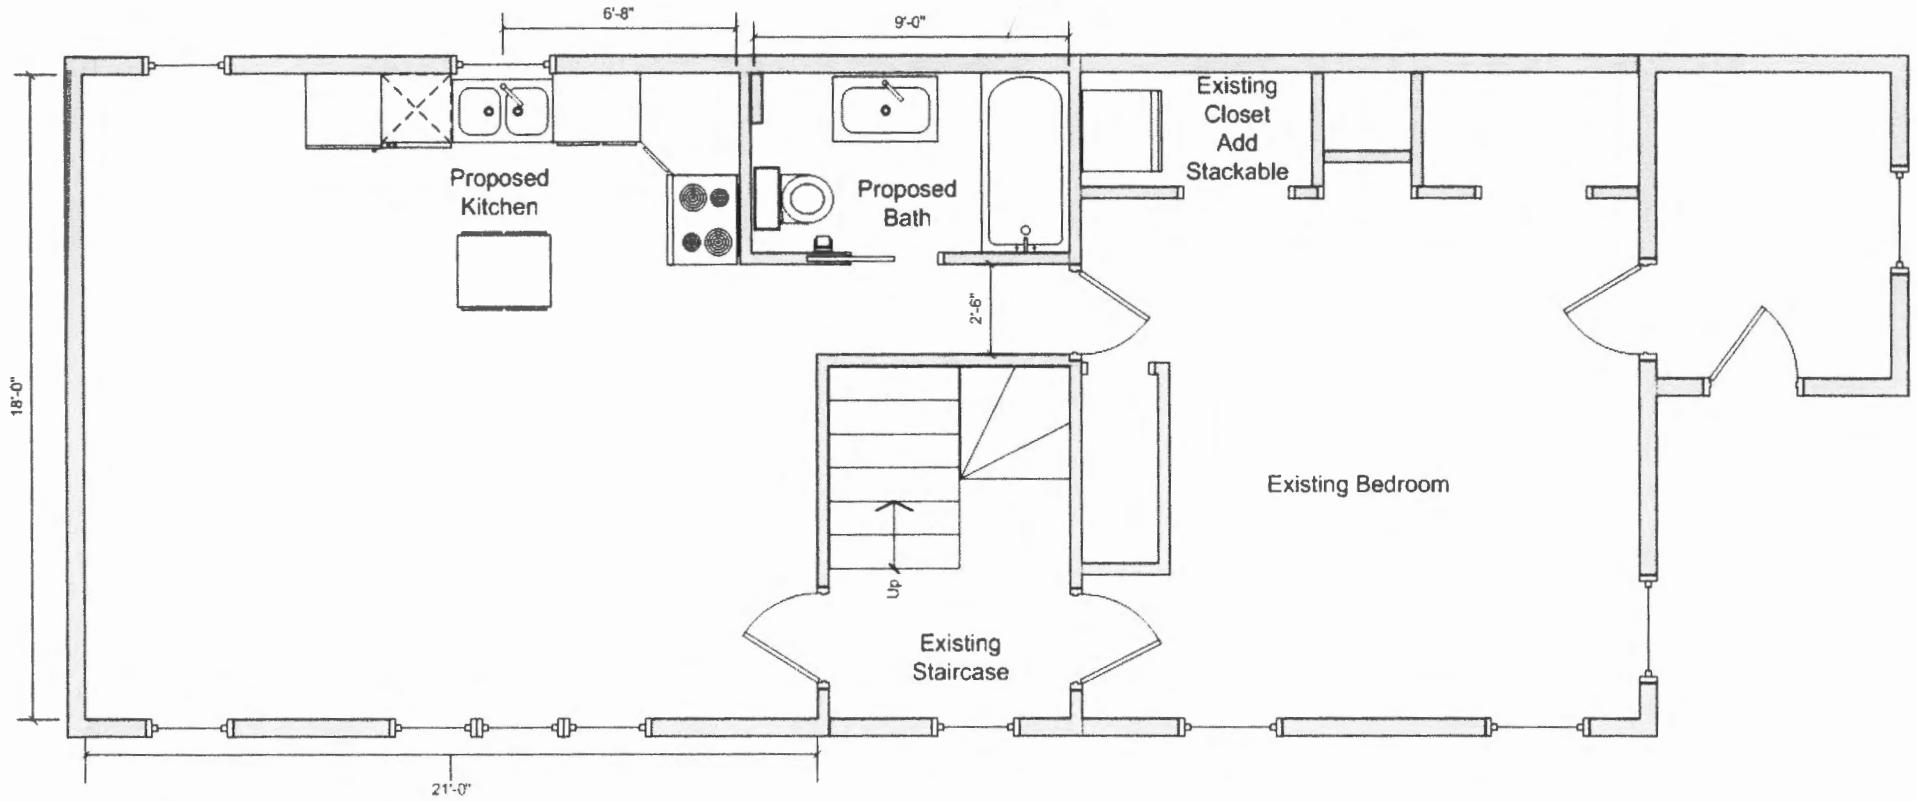 6'-8"
9'-0"
Existing
Closet
Add
Stackable
Proposed
Kitchen
Proposed
Bath
2'-6"
18'-0"
Existing Bedroom
Up
Existing
Staircase
21'-0"